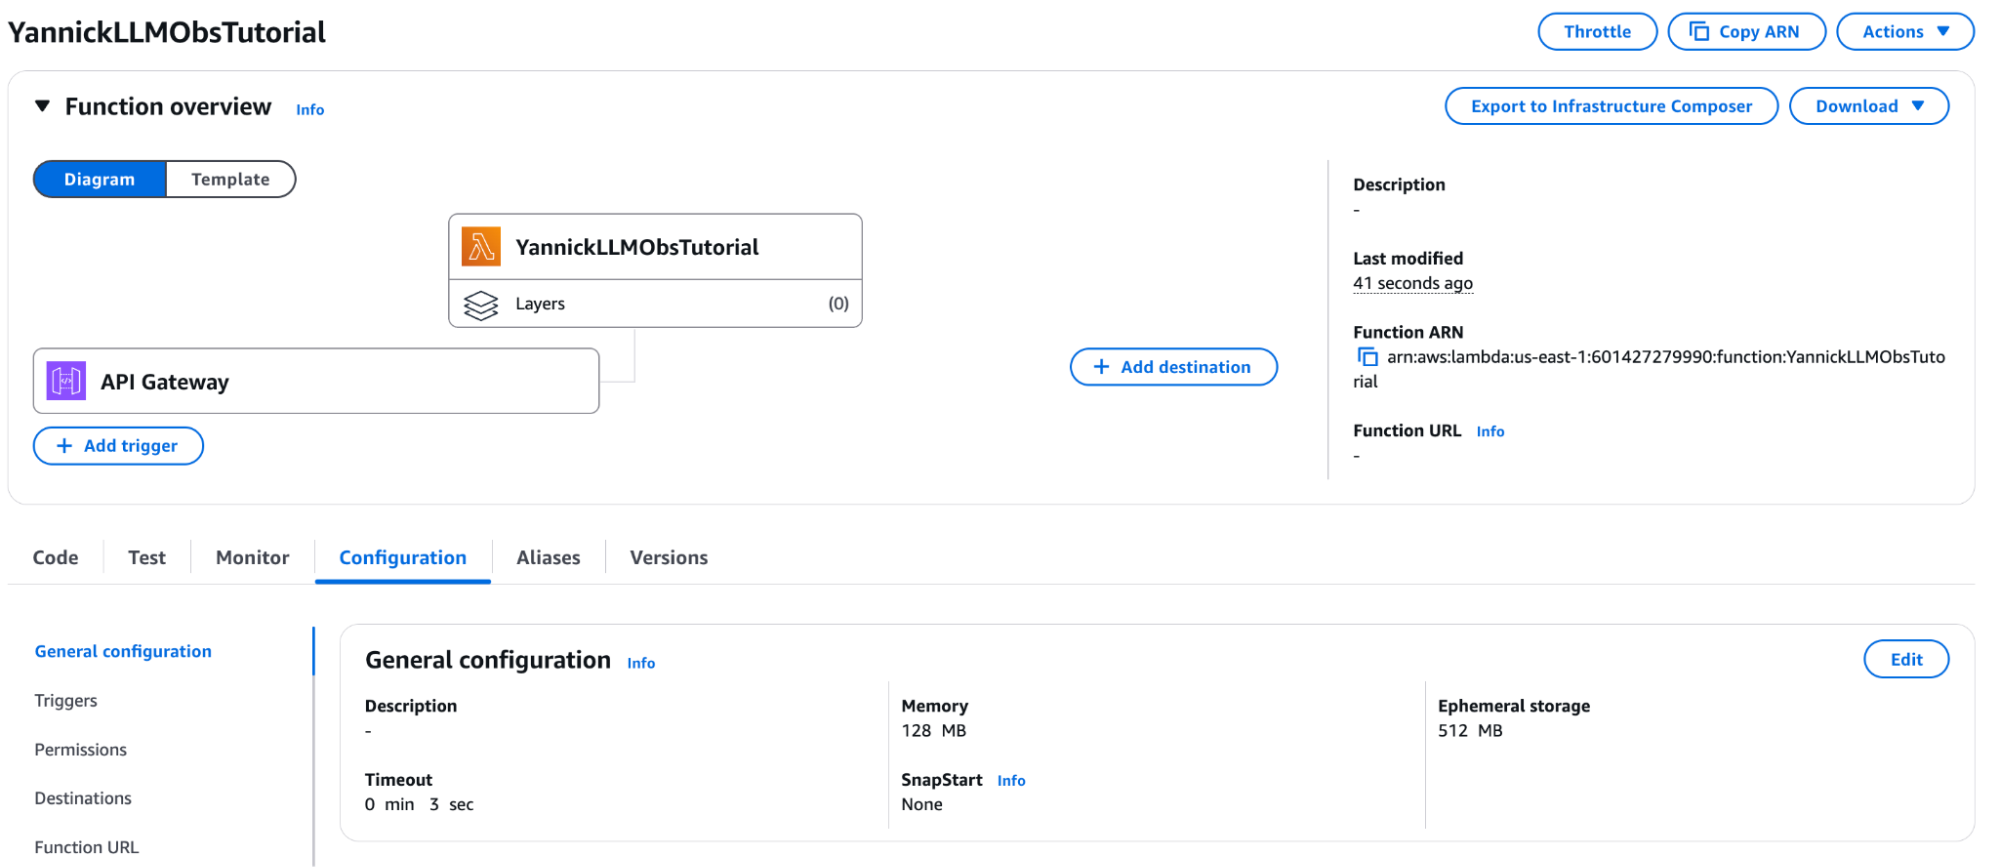 YannickLLMObsTutorial
Throttle
Copy ARN
Actions
Function overview Info
Export to Infrastructure Composer
Download
Diagram
Template
YannickLLMObsTutorial
Layers (0)
API Gateway
Add trigger
Add destination
Description
-
Last modified
41 seconds ago
Function ARN
arn:aws:lambda:us-east-1:601427279990:function:YannickLLMObsTuto
rial
Function URL Info
-
Code
Test
Monitor
Configuration
Aliases
Versions
General configuration
Triggers
Permissions
Destinations
Function URL
General configuration Info
Edit
Description
-
Timeout
0 min 3 sec
Memory
128 MB
SnapStart Info
None
Ephemeral storage
512 MB